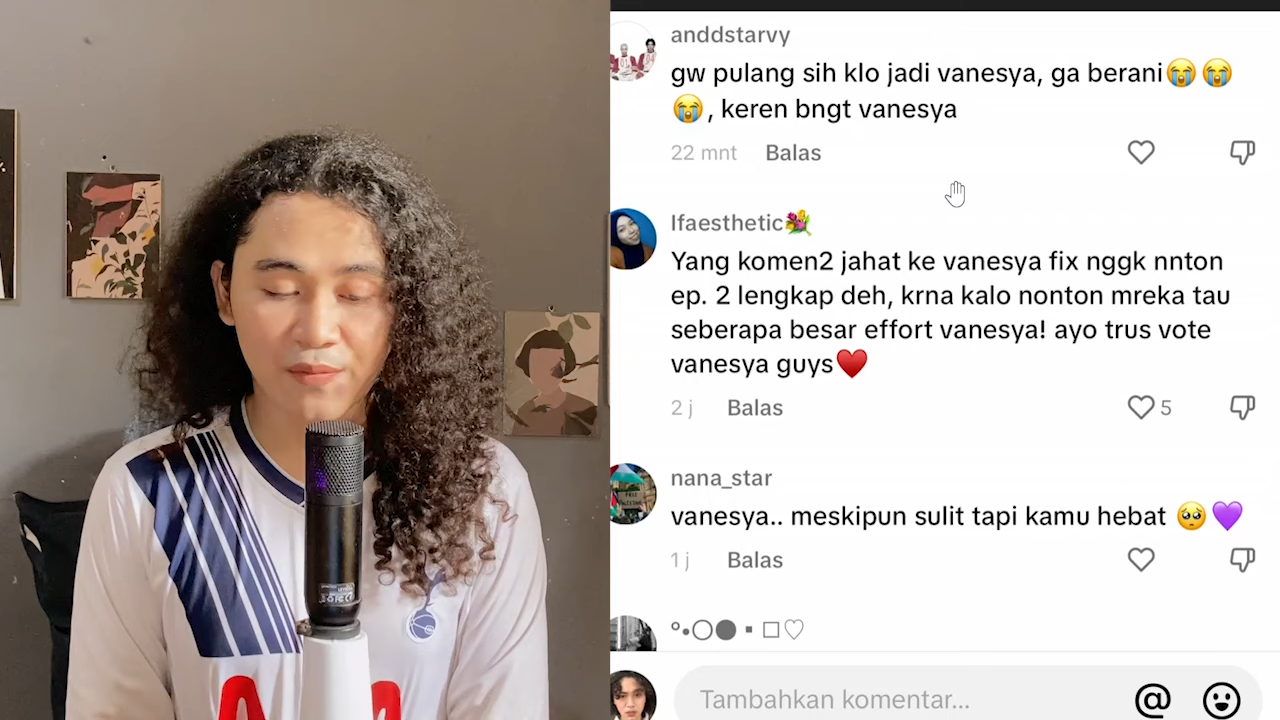 anddstarvy
gw pulang sih klo jadi vanesya, ga berani😭😭
😭, keren bngt vanesya
22 mnt Balas
Ifaesthetic💐
Yang komen2 jahat ke vanesya fix nggk nnton
ep. 2 lengkap deh, krna kalo nonton mreka tau
seberapa besar effort vanesya! ayo trus vote
vanesya guys♥️
2 j Balas 5
nana_star
vanesya.. meskipun sulit tapi kamu hebat 🥺💜
1 j Balas
Tambahkan komentar...